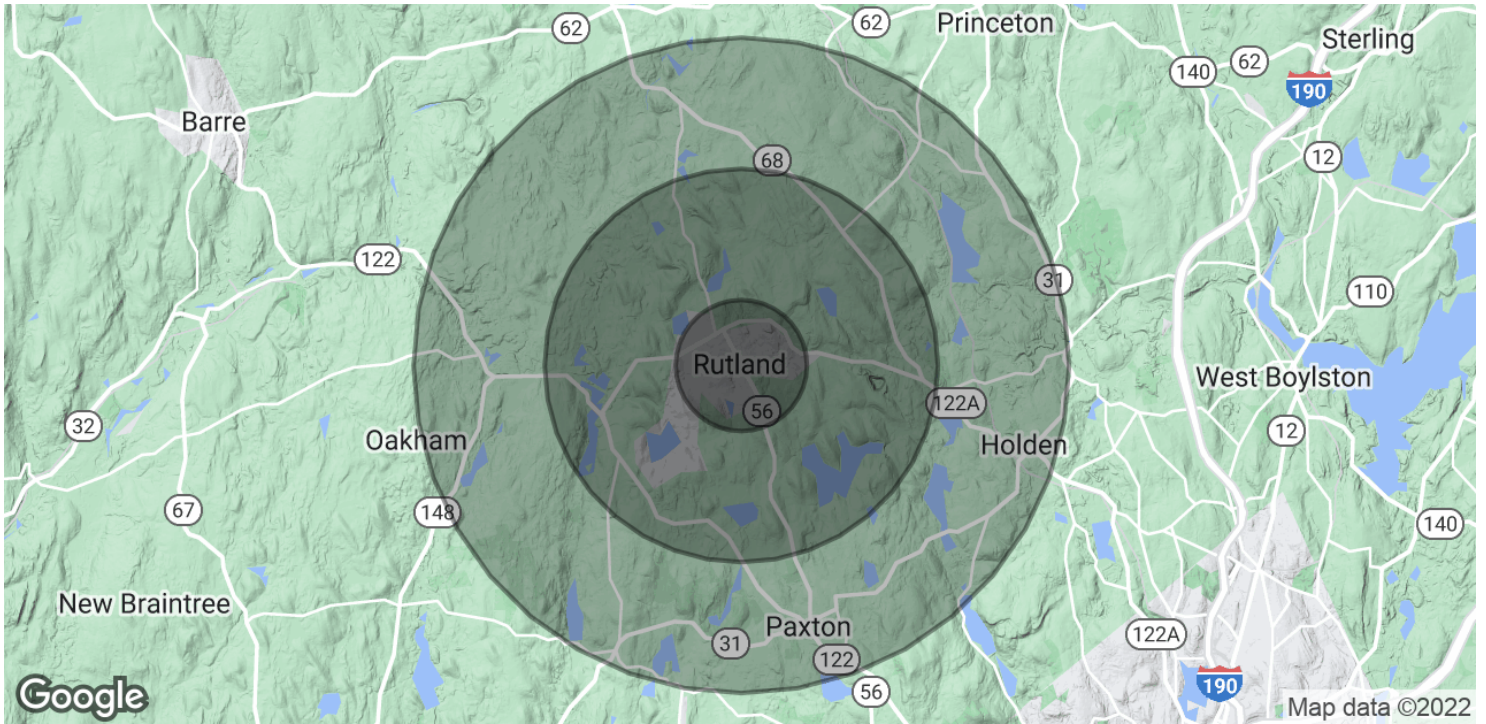 62
62
Princeton
Sterling
140
62
190
Barre
12
68
122
31
110
Rutland
West Boylston
56
122A
32
Oakham
Holden
12
67
148
140
New Braintree
Paxton
122A
31
122
190
56
Google
Map data ©2022